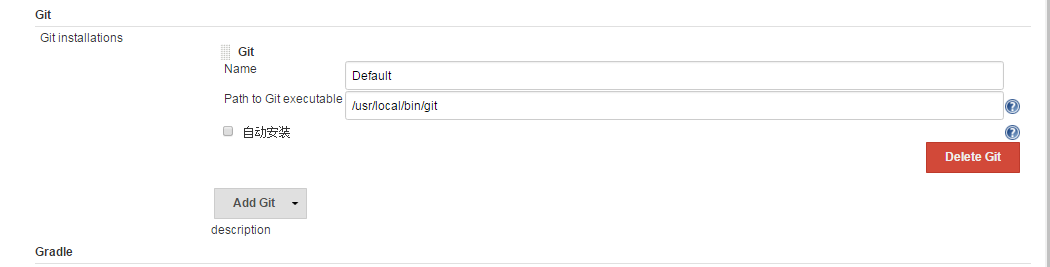 Git
Git installations
Git
Name
Default
Path to Git executable
/usr/local/bin/git
?
自动安装
?
Delete Git
Add Git
description
Gradle